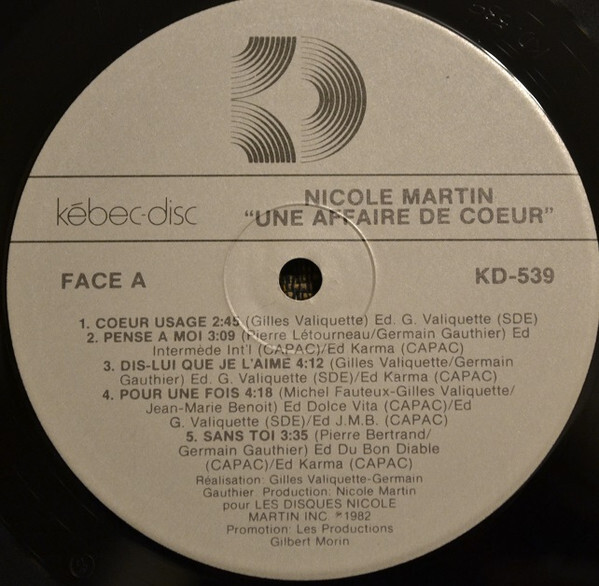 kébec-disc
NICOLE MARTIN
"UNE AFFAIRE DE COEUR"
FACE A
KD-539
1. COEUR USAGE 2:45 (Gilles Valiquette) Ed. G. Valiquette (SDE)
2. PENSE A MOI 3:09 (Pierre Létourneau/Germain Gauthier) Ed
Intermède Int'l (CAPAC)/Ed Karma (CAPAC)
3. DIS-LUI QUE JE L'AIME 4:12 (Gilles Valiquette/Germain
Gauthier) Ed. G. Valiquette (SDE)/Ed Karma (CAPAC)
4. POUR UNE FOIS 4:18 (Michel Fauteux-Gilles Valiquette/
Jean-Marie Benoit) Ed Dolce Vita (CAPAC)/Ed
G. Valiquette (SDE)/Ed J.M.B. (CAPAC)
5. SANS TOI 3:35 (Pierre Bertrand/
Germain Gauthier) Ed Du Bon Diable
(CAPAC)/Ed Karma (CAPAC)
Réalisation: Gilles Valiquette-Germain
Gauthier. Production: Nicole Martin
pour LES DISQUES NICOLE
MARTIN INC. ℗1982
Promotion: Les Productions
Gilbert Morin